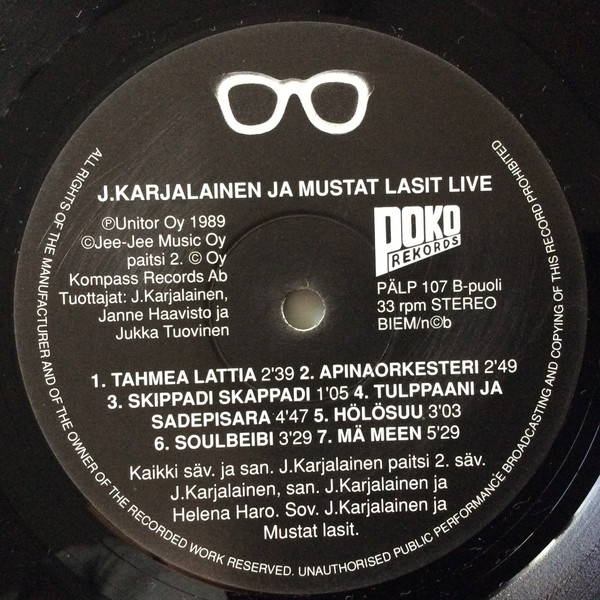 J.KARJALAINEN JA MUSTAT LASIT LIVE
℗Unitor Oy 1989
©Jee-Jee Music Oy
paitsi 2. © Oy
Kompass Records Ab
Tuottajat: J.Karjalainen,
Janne Haavisto ja
Jukka Tuovinen
POKO
REKORDS
PÄLP 107 B-puoli
33 rpm STEREO
BIEM/n©b
1. TAHMEA LATTIA 2'39 2. APINAORKESTERI 2'49
3. SKIPPADI SKAPPADI 1'05 4. TULPPAANI JA
SADEPISARA 4'47 5. HÖLÖSUU 3'03
6. SOULBEIBI 3'29 7. MÄ MEEN 5'29
Kaikki säv. ja san. J.Karjalainen paitsi 2. säv.
J.Karjalainen, san. J.Karjalainen ja
Helena Haro. Sov. J.Karjalainen ja
Mustat lasit.
ALL RIGHTS OF THE MANUFACTURER AND OF THE OWNER OF THE RECORDED WORK RESERVED. UNAUTHORISED PUBLIC PERFORMANCE BROADCASTING AND COPYING OF THIS RECORD PROHIBITED